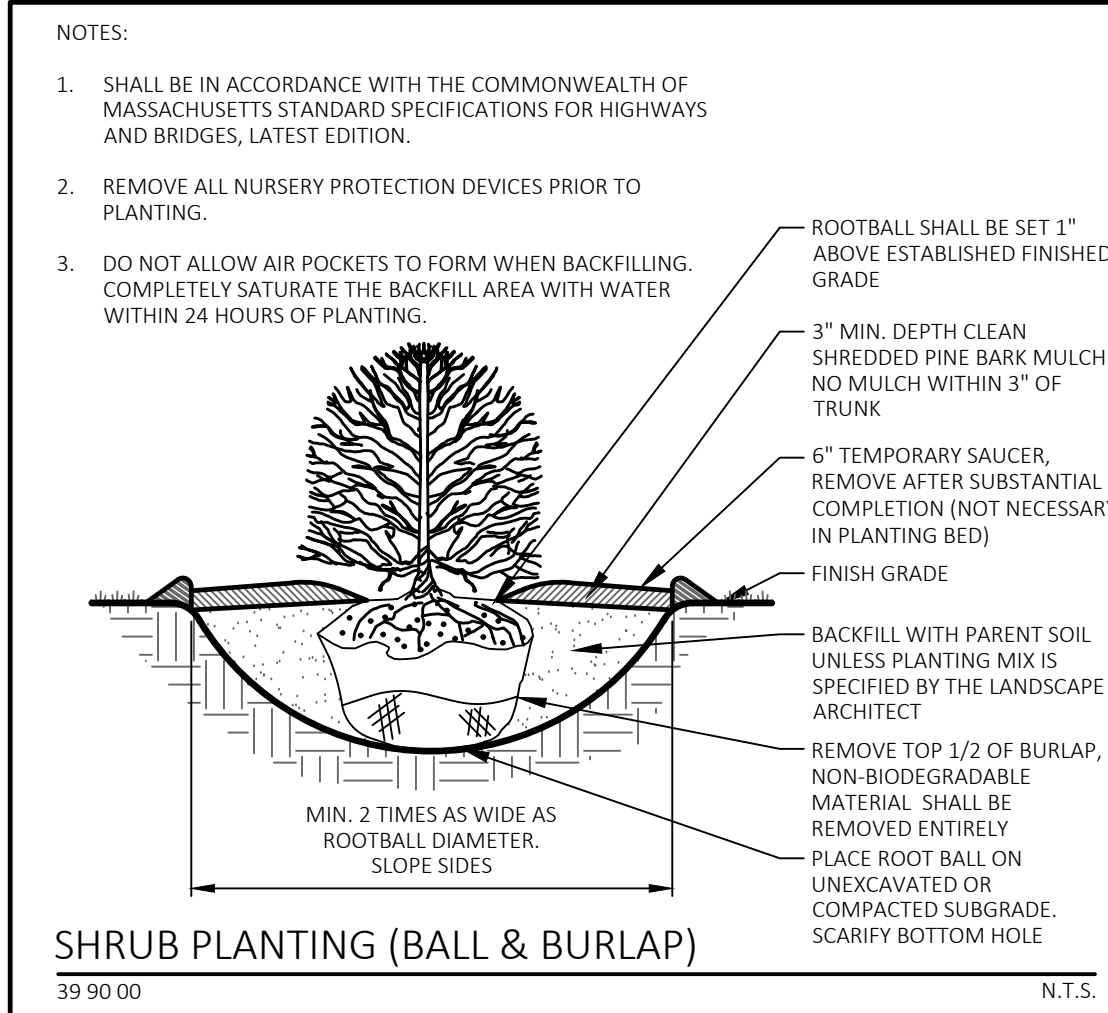 NOTES:
1. SHALL BE IN ACCORDANCE WITH THE COMMONWEALTH OF
MASSACHUSETTS STANDARD SPECIFICATIONS FOR HIGHWAYS
AND BRIDGES, LATEST EDITION.
2. REMOVE ALL NURSERY PROTECTION DEVICES PRIOR TO
PLANTING.
3. DO NOT ALLOW AIR POCKETS TO FORM WHEN BACKFILLING.
COMPLETELY SATURATE THE BACKFILL AREA WITH WATER
WITHIN 24 HOURS OF PLANTING.
ROOTBALL SHALL BE SET 1"
ABOVE ESTABLISHED FINISHED
GRADE
3" MIN. DEPTH CLEAN
SHREDDED PINE BARK MULCH
NO MULCH WITHIN 3" OF
TRUNK
6" TEMPORARY SAUCER,
REMOVE AFTER SUBSTANTIAL
COMPLETION (NOT NECESSARY
IN PLANTING BED)
FINISH GRADE
BACKFILL WITH PARENT SOIL
UNLESS PLANTING MIX IS
SPECIFIED BY THE LANDSCAPE
ARCHITECT
REMOVE TOP 1/2 OF BURLAP,
NON-BIODEGRADABLE
MATERIAL SHALL BE
REMOVED ENTIRELY
PLACE ROOT BALL ON
UNEXCAVATED OR
COMPACTED SUBGRADE.
SCARIFY BOTTOM HOLE
MIN. 2 TIMES AS WIDE AS
ROOTBALL DIAMETER.
SLOPE SIDES
SHRUB PLANTING (BALL & BURLAP)
39 90 00
N.T.S.